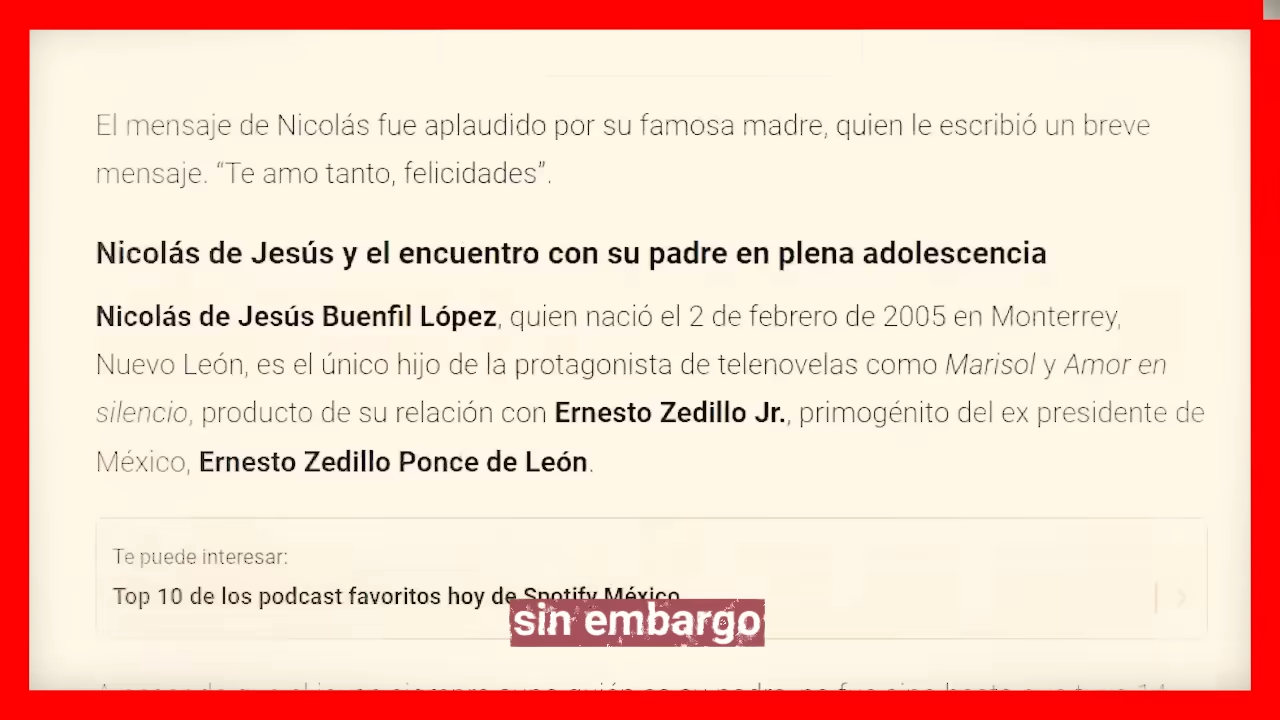 El mensaje de Nicolás fue aplaudido por su famosa madre, quien le escribió un breve
mensaje. “Te amo tanto, felicidades”.
Nicolás de Jesús y el encuentro con su padre en plena adolescencia
Nicolás de Jesús Buenfil López, quien nació el 2 de febrero de 2005 en Monterrey,
Nuevo León, es el único hijo de la protagonista de telenovelas como Marisol y Amor en
silencio, producto de su relación con Ernesto Zedillo Jr., primogénito del ex presidente de
México, Ernesto Zedillo Ponce de León.
Te puede interesar:
Top 10 de los podcast favoritos hoy de Spotify México
sin embargo